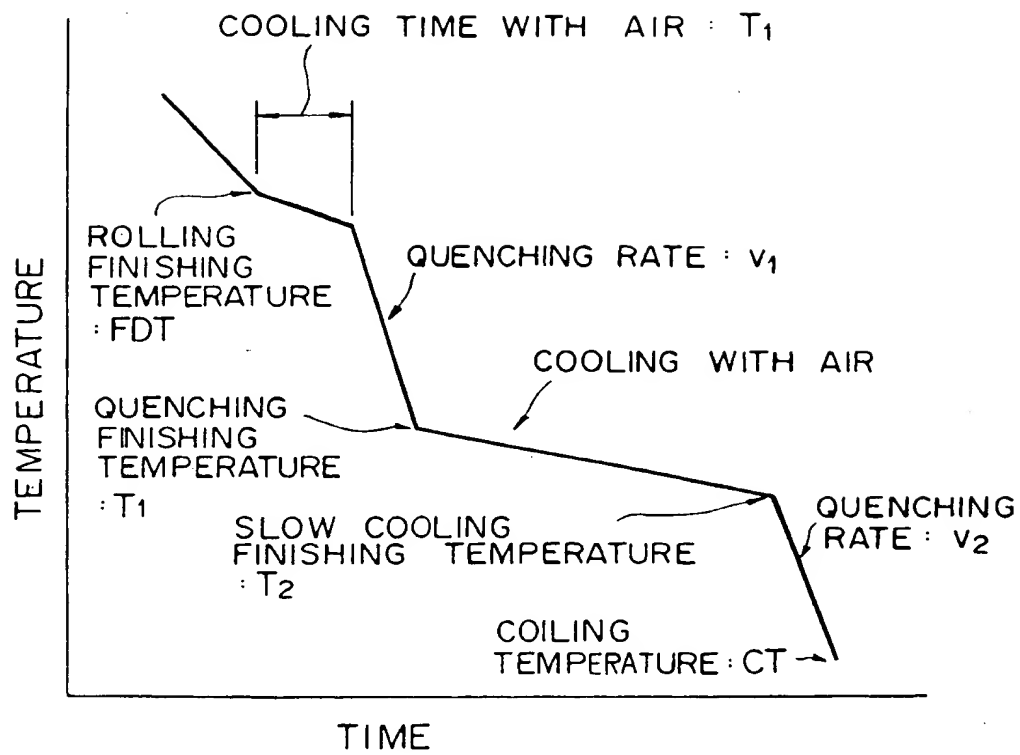 COOLING TIME WITH AIR : T1
ROLLING
FINISHING
TEMPERATURE
: FDT
QUENCHING RATE : v1
COOLING WITH AIR
QUENCHING
FINISHING
TEMPERATURE
: T1
SLOW COOLING
FINISHING TEMPERATURE
: T2
QUENCHING
RATE : v2
COILING
TEMPERATURE : CT
TEMPERATURE
TIME